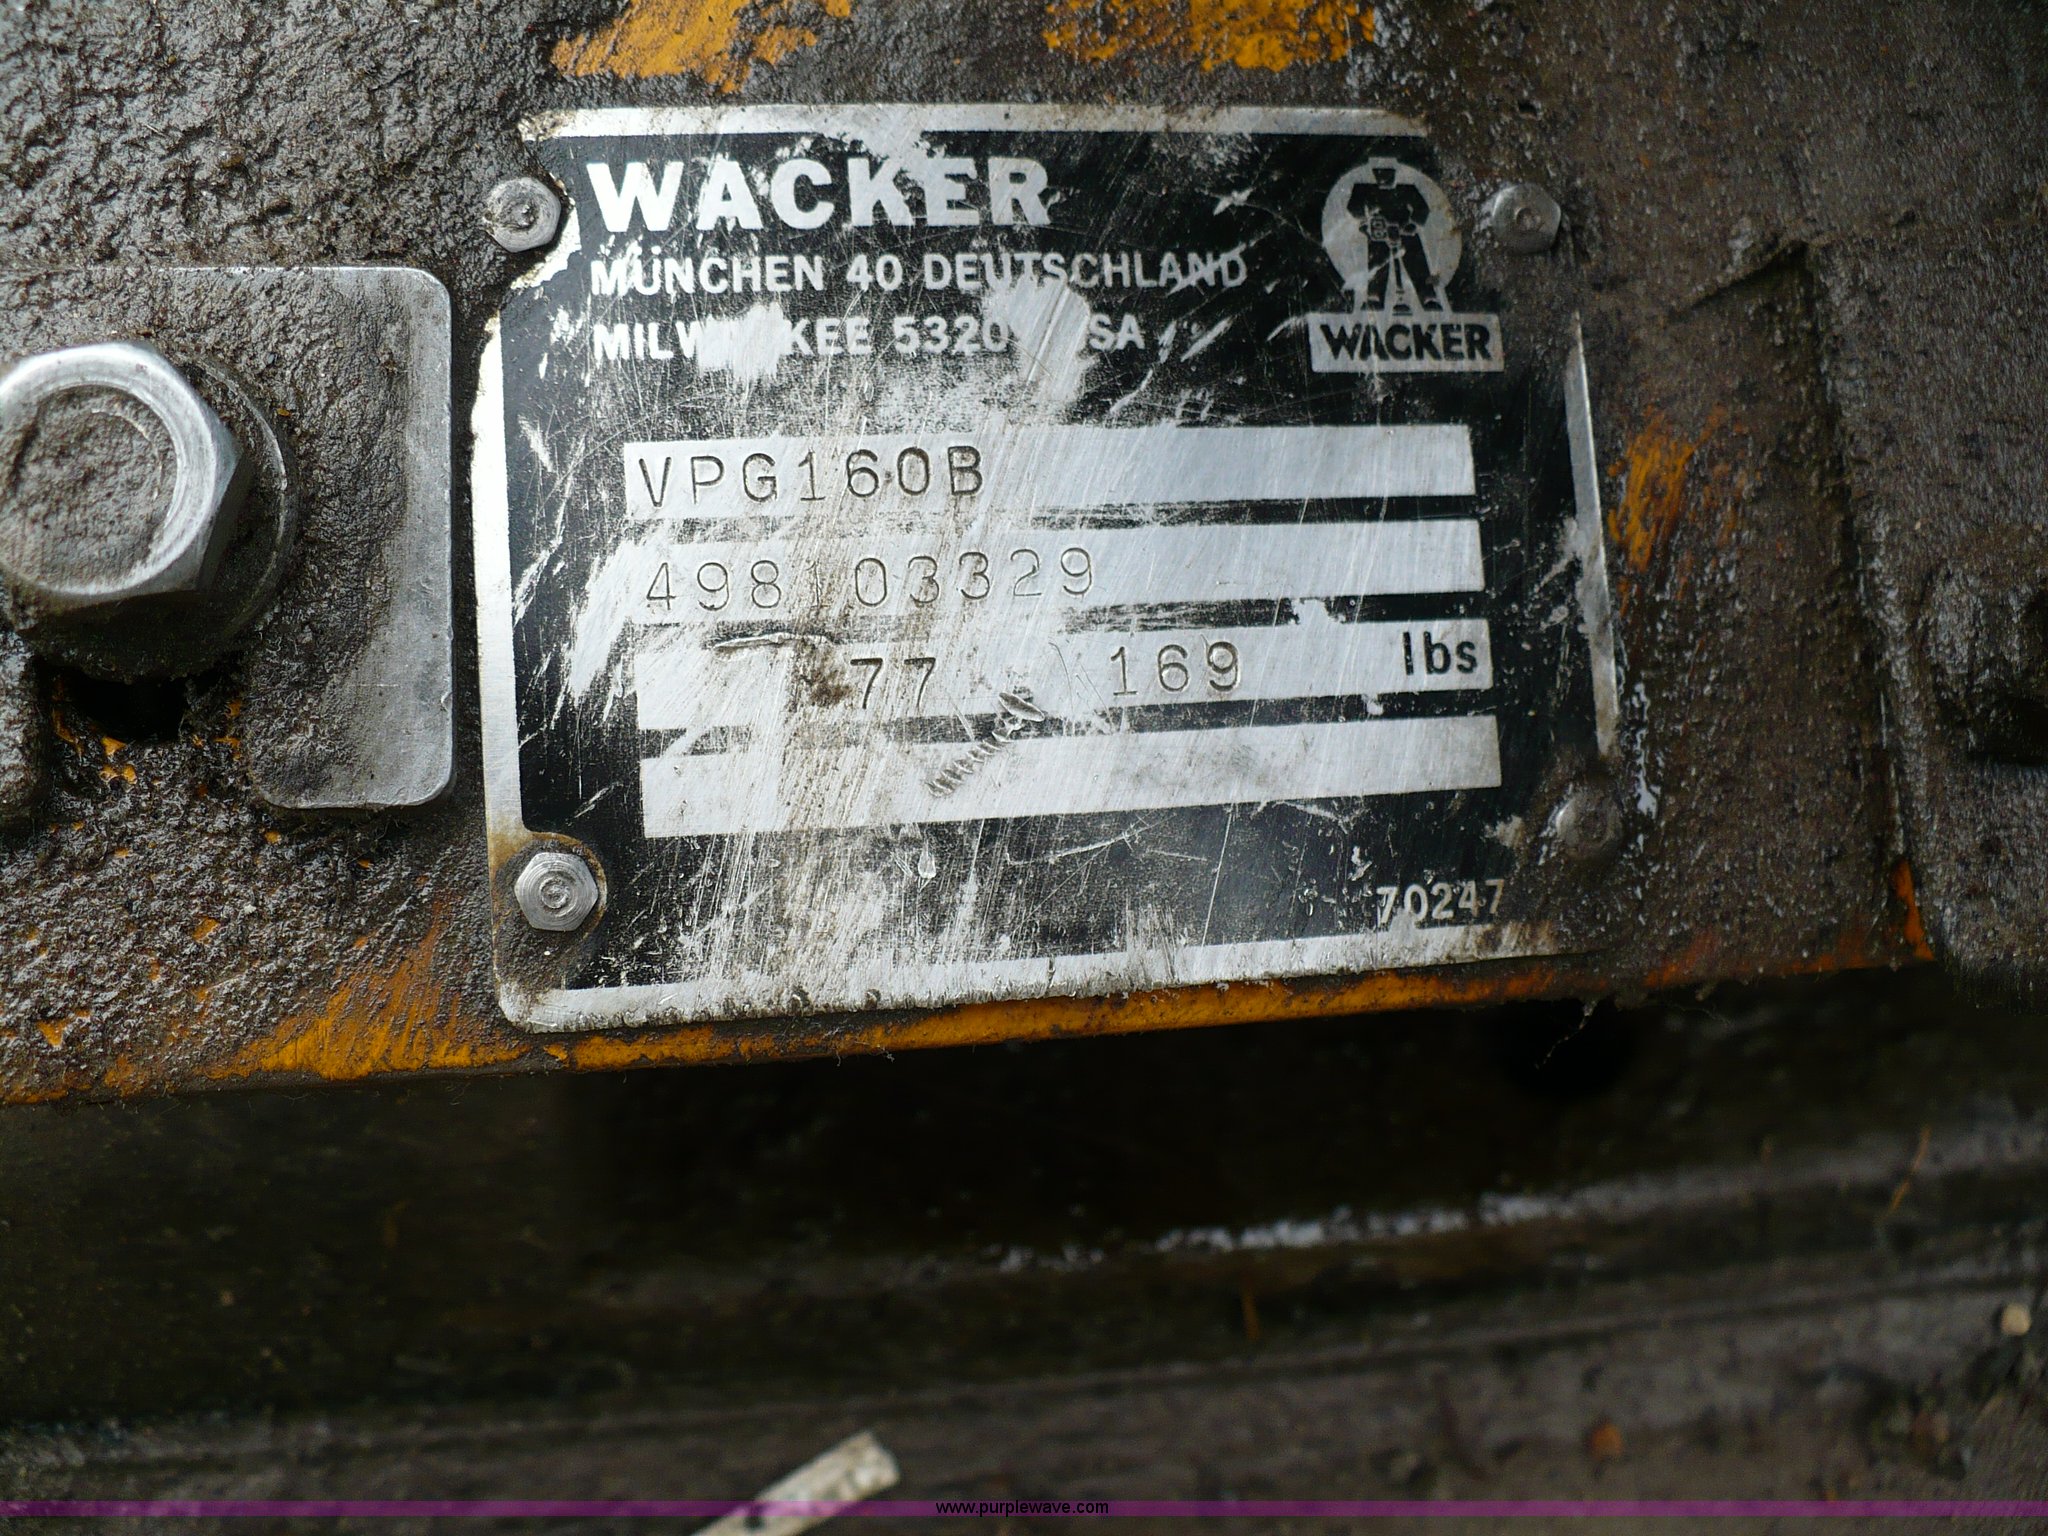 WACKER
MÜNCHEN 40 DEUTSCHLAND
WACKER
VPG160B
498103329
77 169 lbs
70247
www.purplewave.com